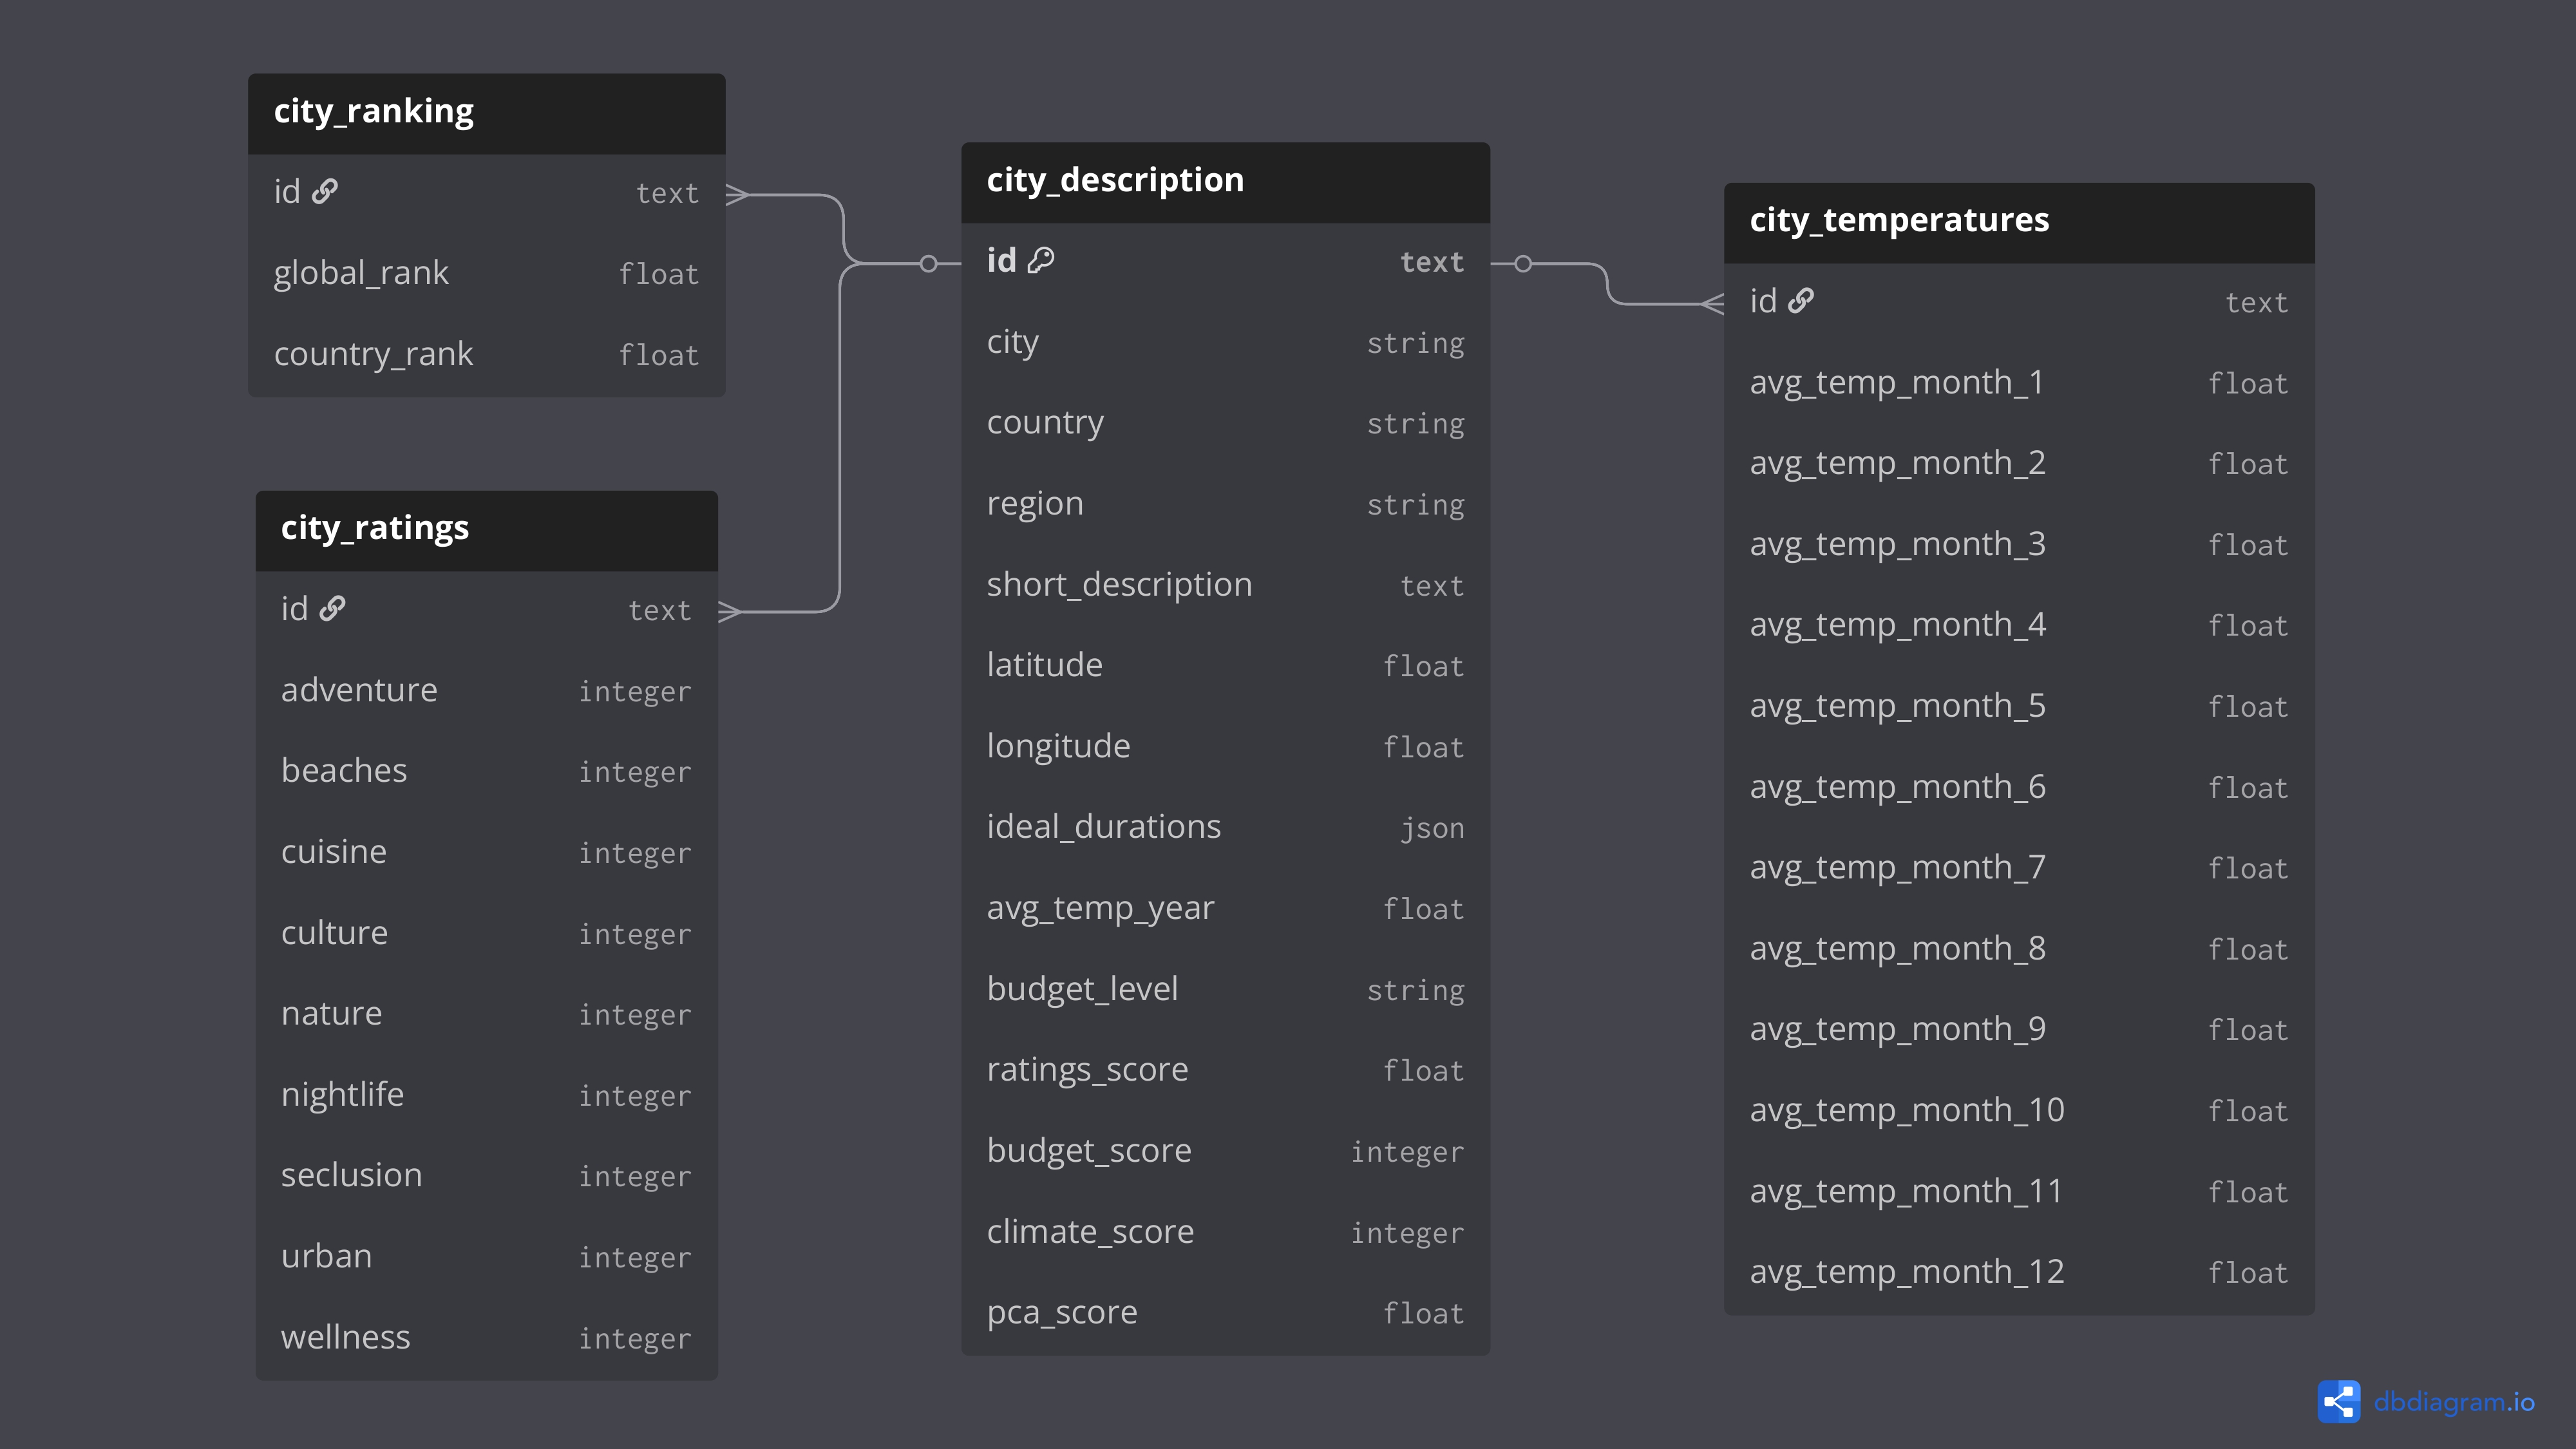 city_ranking
id text
global_rank float
country_rank float
city_ratings
id text
adventure integer
beaches integer
cuisine integer
culture integer
nature integer
nightlife integer
seclusion integer
urban integer
wellness integer
city_description
id text
city string
country string
region string
short_description text
latitude float
longitude float
ideal_durations json
avg_temp_year float
budget_level string
ratings_score float
budget_score integer
climate_score integer
pca_score float
city_temperatures
id text
avg_temp_month_1 float
avg_temp_month_2 float
avg_temp_month_3 float
avg_temp_month_4 float
avg_temp_month_5 float
avg_temp_month_6 float
avg_temp_month_7 float
avg_temp_month_8 float
avg_temp_month_9 float
avg_temp_month_10 float
avg_temp_month_11 float
avg_temp_month_12 float
dbdiagram.io